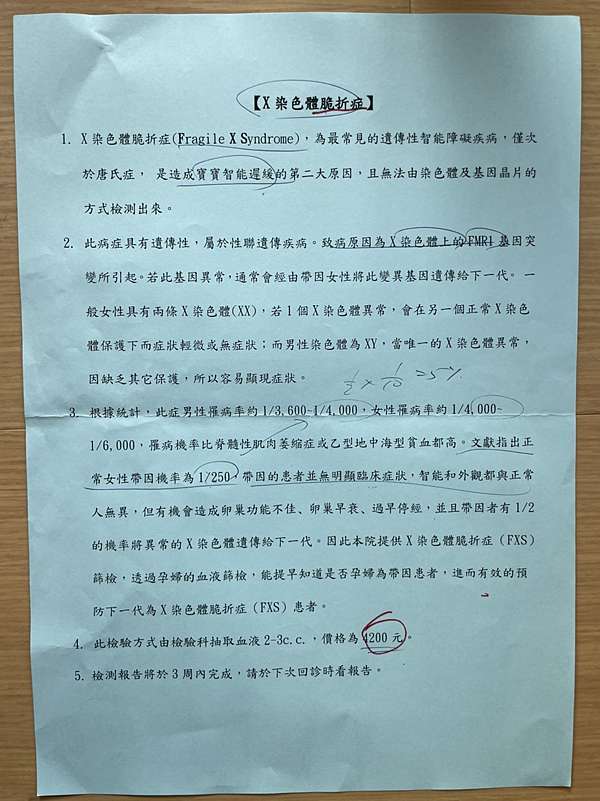 【X 染色體脆折症】
1. X 染色體脆折症(Fragile X Syndrome)，為最常見的遺傳性智能障礙疾病，僅次
於唐氏症， 是造成寶寶智能遲緩的第二大原因，且無法由染色體及基因晶片的
方式檢測出來。
2. 此病症具有遺傳性，屬於性聯遺傳疾病。致病原因為 X 染色體上的 FMR1 基因突
變所引起。若此基因異常，通常會經由帶因女性將此變異基因遺傳給下一代。 一
般女性具有兩條 X 染色體(XX)，若 1 個 X 染色體異常，會在另一個正常 X 染色
體保護下而症狀輕微或無症狀；而男性染色體為 XY，當唯一的 X 染色體異常，
因缺乏其它保護，所以容易顯現症狀。
1/2 × 1/10 = 5%
3. 根據統計，此症男性罹病率約 1/3,600~1/4,000，女性罹病率約 1/4,000~
1/6,000，罹病機率比脊髓性肌肉萎縮症或乙型地中海型貧血都高。文獻指出正
常女性帶因機率為 1/250，帶因的患者並無明顯臨床症狀，智能和外觀都與正常
人無異，但有機會造成卵巢功能不佳、卵巢早衰、過早停經，並且帶因者有 1/2
的機率將異常的 X 染色體遺傳給下一代。因此本院提供 X 染色體脆折症（FXS）
篩檢，透過孕婦的血液篩檢，能提早知道是否孕婦為帶因患者，進而有效的預
防下一代為 X 染色體脆折症（FXS）患者。
4. 此檢驗方式由檢驗科抽取血液 2-3c.c.，價格為 4200 元。
5. 檢測報告將於 3 周內完成，請於下次回診時看報告。